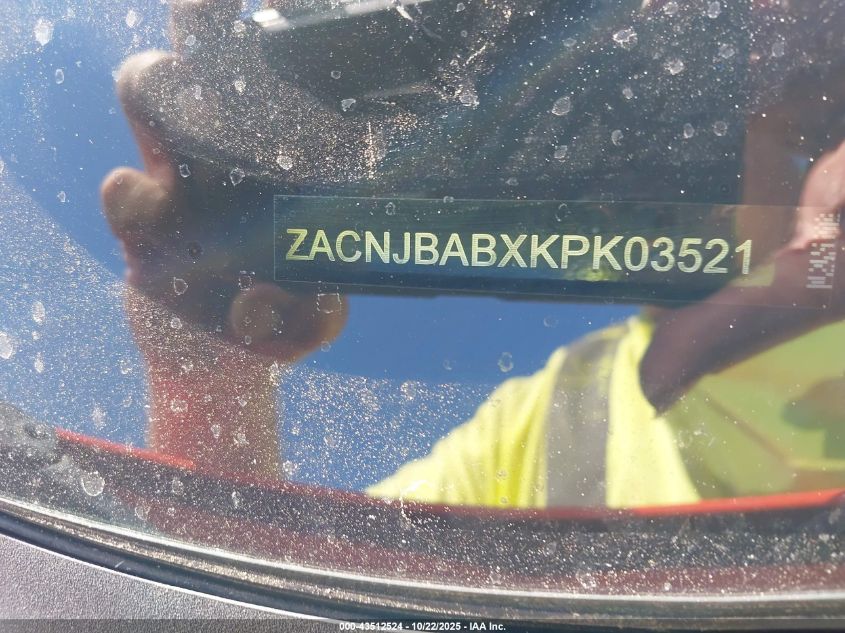 ZACNJBABXKPK03521
000-43512524 - 10/22/2025 - IAA Inc.